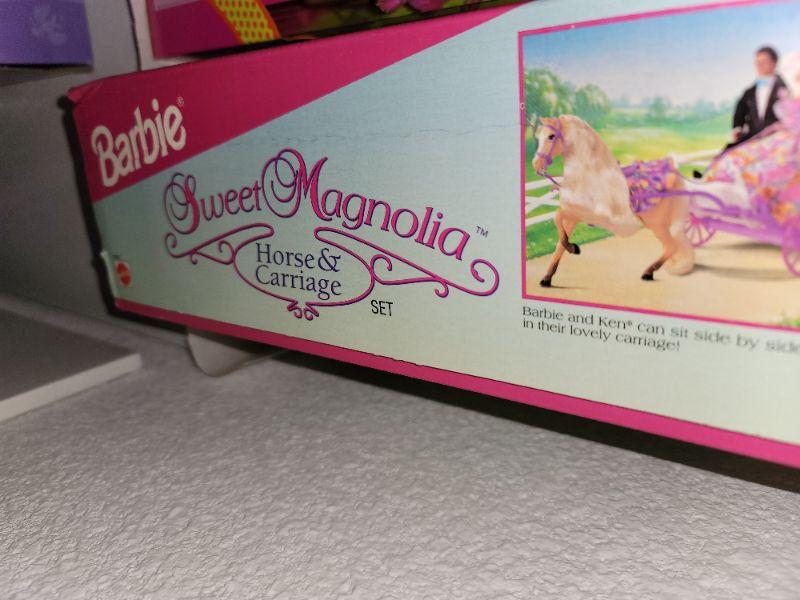 Barbie®
Sweet Magnolia™
Horse &
Carriage
SET
Barbie and Ken® can sit side by side
in their lovely carriage!